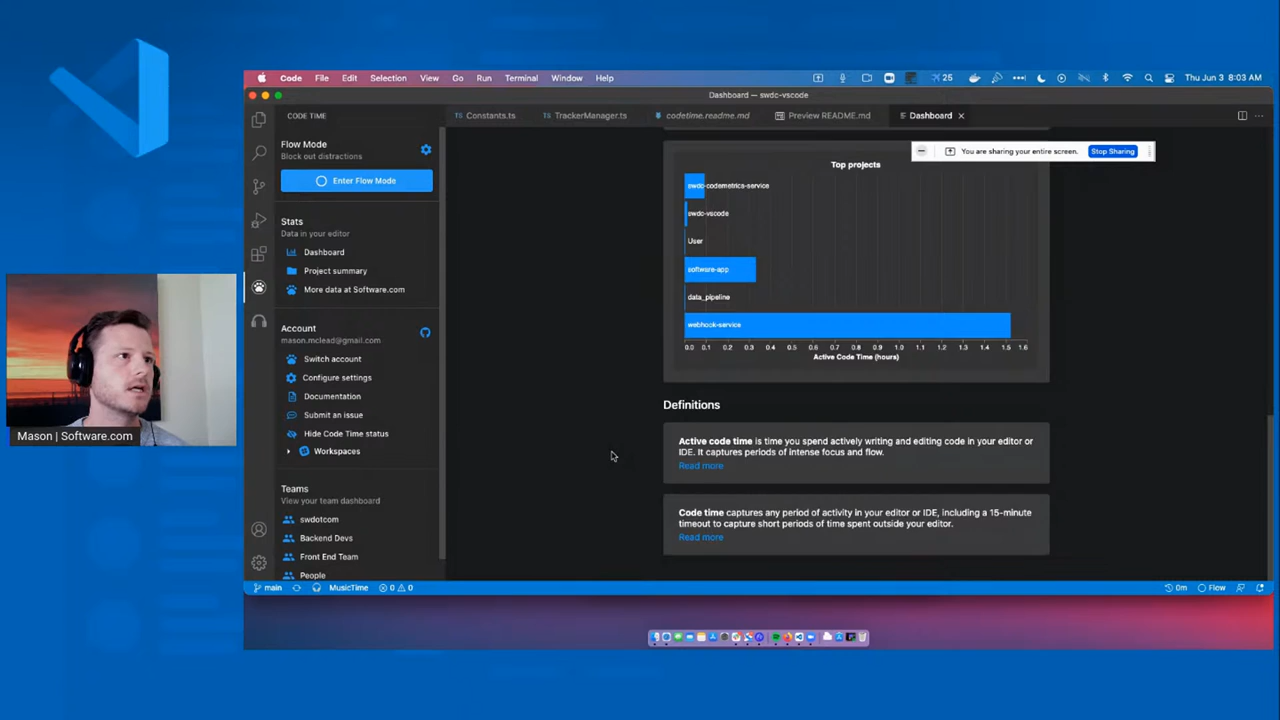 Code File Edit Selection View Go Run Terminal Window Help
25
Thu Jun 3 8:03 AM
Dashboard — swdc-vscode
CODE TIME
TS Constants.ts
TS TrackerManager.ts
codetime.readme.md
Preview README.md
Dashboard
You are sharing your entire screen.
Stop Sharing
Flow Mode
Block out distractions
Enter Flow Mode
Stats
Data in your editor
Dashboard
Project summary
More data at Software.com
Account
mason.mclead@gmail.com
Switch account
Configure settings
Documentation
Submit an issue
Hide Code Time status
Workspaces
Teams
View your team dashboard
swdotcom
Backend Devs
Front End Team
People
Top projects
swdc-codemetrics-service
swdc-vscode
User
software-app
data_pipeline
webhook-service
0.0 0.1 0.2 0.3 0.4 0.5 0.6 0.7 0.8 0.9 1.0 1.1 1.2 1.3 1.4 1.5 1.6
Active Code Time (hours)
Definitions
Active code time is time you spend actively writing and editing code in your editor or
IDE. It captures periods of intense focus and flow.
Read more
Code time captures any period of activity in your editor or IDE, including a 15-minute
timeout to capture short periods of time spent outside your editor.
Read more
Mason | Software.com
main
MusicTime
0
0
0m
Flow